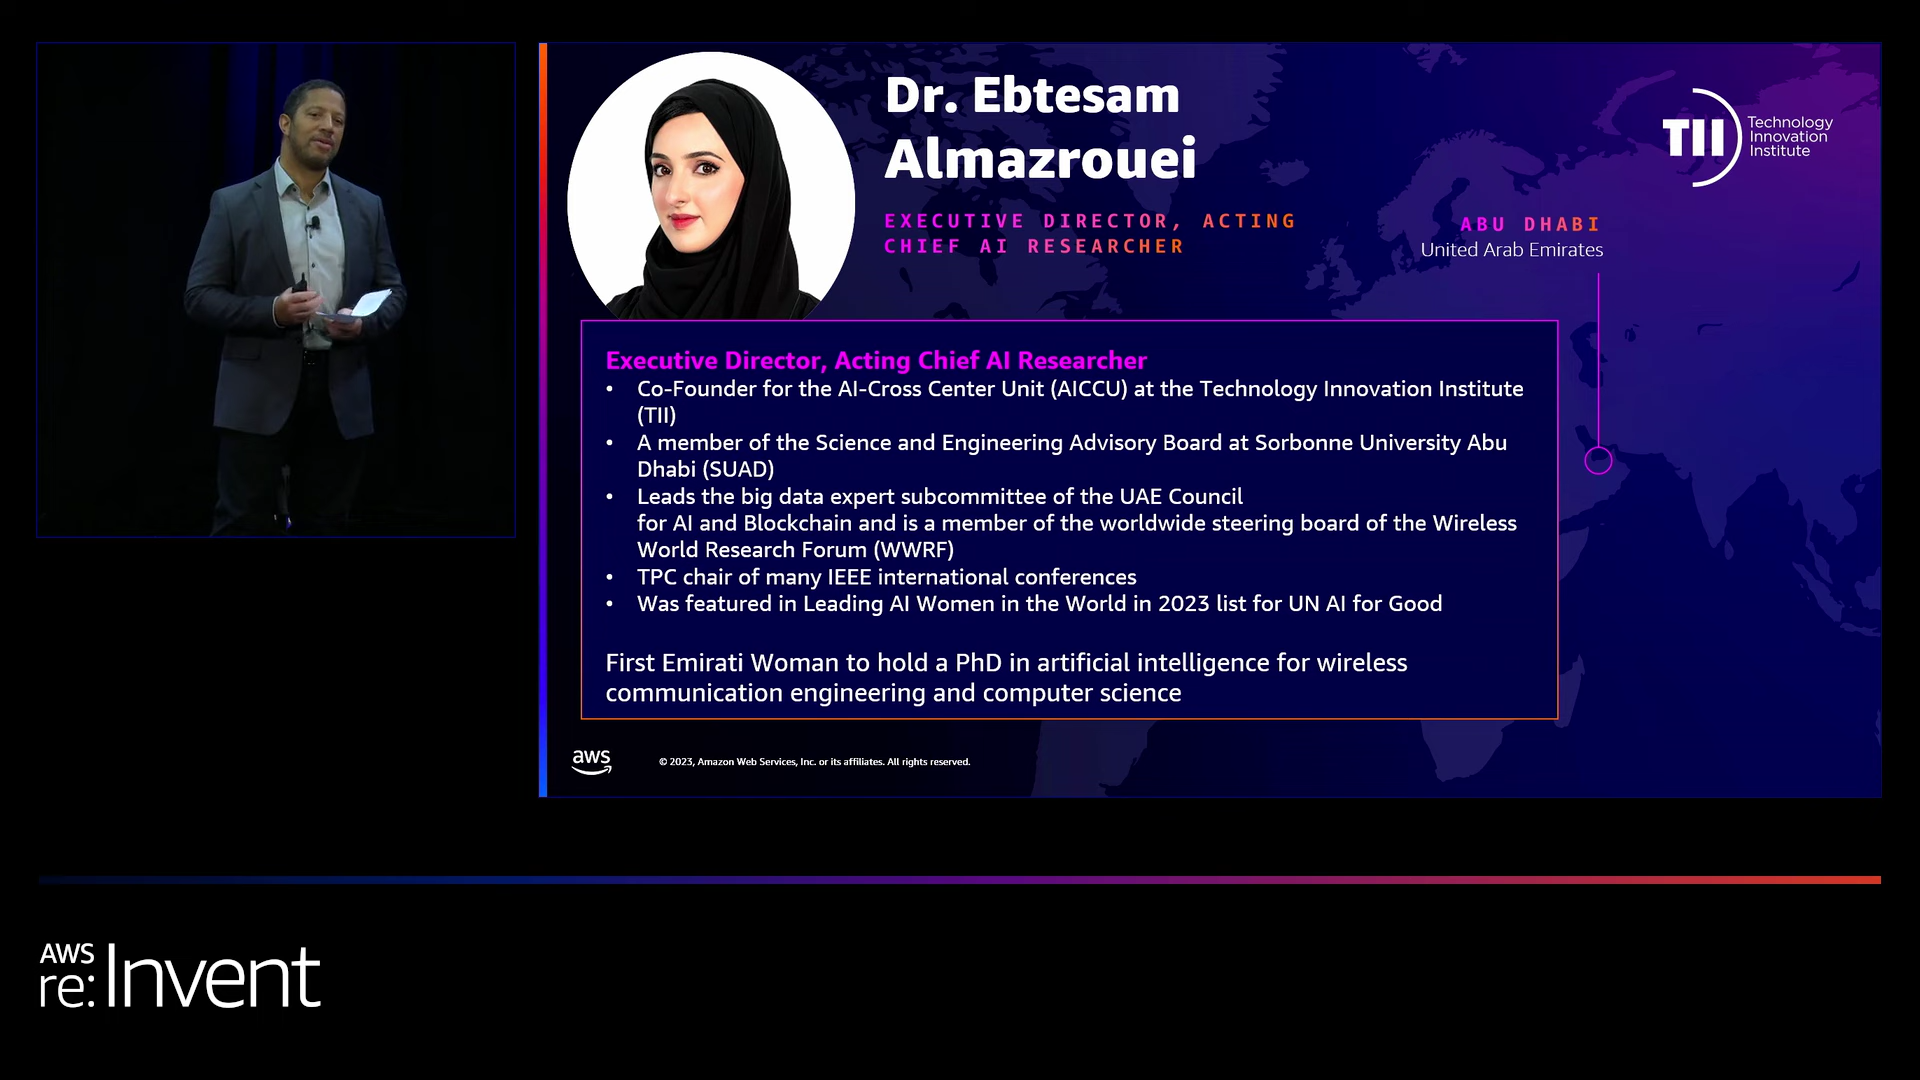 Dr. Ebtesam
Almazrouei
EXECUTIVE DIRECTOR, ACTING
CHIEF AI RESEARCHER
TII
Technology
Innovation
Institute
ABU DHABI
United Arab Emirates
Executive Director, Acting Chief AI Researcher
• Co-Founder for the AI-Cross Center Unit (AICCU) at the Technology Innovation Institute
(TII)
• A member of the Science and Engineering Advisory Board at Sorbonne University Abu
Dhabi (SUAD)
• Leads the big data expert subcommittee of the UAE Council
for AI and Blockchain and is a member of the worldwide steering board of the Wireless
World Research Forum (WWRF)
• TPC chair of many IEEE international conferences
• Was featured in Leading AI Women in the World in 2023 list for UN AI for Good
First Emirati Woman to hold a PhD in artificial intelligence for wireless
communication engineering and computer science
aws
© 2023, Amazon Web Services, Inc. or its affiliates. All rights reserved.
AWS
re:Invent